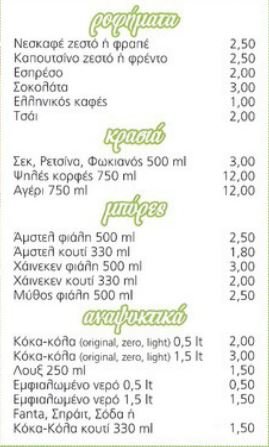 ροφήματα
Νεσκαφέ ζεστό ή φραπέ 2,50
Καπουτσίνο ζεστό ή φρέντο 2,50
Εσπρέσο 2,00
Σοκολάτα 3,00
Ελληνικός καφές 1,00
Τσάι 2,00
κρασιά
Σεκ, Ρετσίνα, Φωκιανός 500 ml 3,00
Ψηλές κορφές 750 ml 12,00
Αγέρι 750 ml 12,00
μπύρες
Άμστελ φιάλη 500 ml 2,50
Άμστελ κουτί 330 ml 1,80
Χάινεκεν φιάλη 500 ml 3,00
Χάινεκεν κουτί 330 ml 2,00
Μύθος φιάλη 500 ml 2,50
αναψυκτικά
Κόκα-κόλα (original, zero, light) 0,5 lt 2,00
Κόκα-κόλα (original, zero, light) 1,5 lt 3,00
Λουξ 250 ml 1,50
Εμφιαλωμένο νερό 0,5 lt 0,50
Εμφιαλωμένο νερό 1,5 lt 1,50
Fanta, Σπράιτ, Σόδα ή
Κόκα-Κόλα κουτί 330 ml 1,50